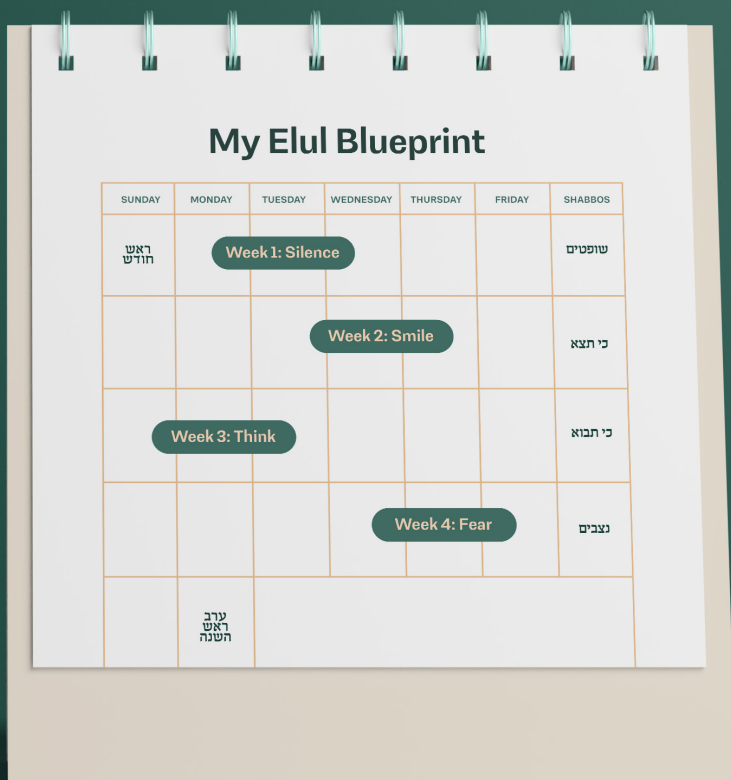 My Elul Blueprint
SUNDAY MONDAY TUESDAY WEDNESDAY THURSDAY FRIDAY SHABBOS
ראש
חודש
Week 1: Silence
שופטים
Week 2: Smile
כי תצא
Week 3: Think
כי תבוא
Week 4: Fear
נצבים
ערב
ראש
השנה